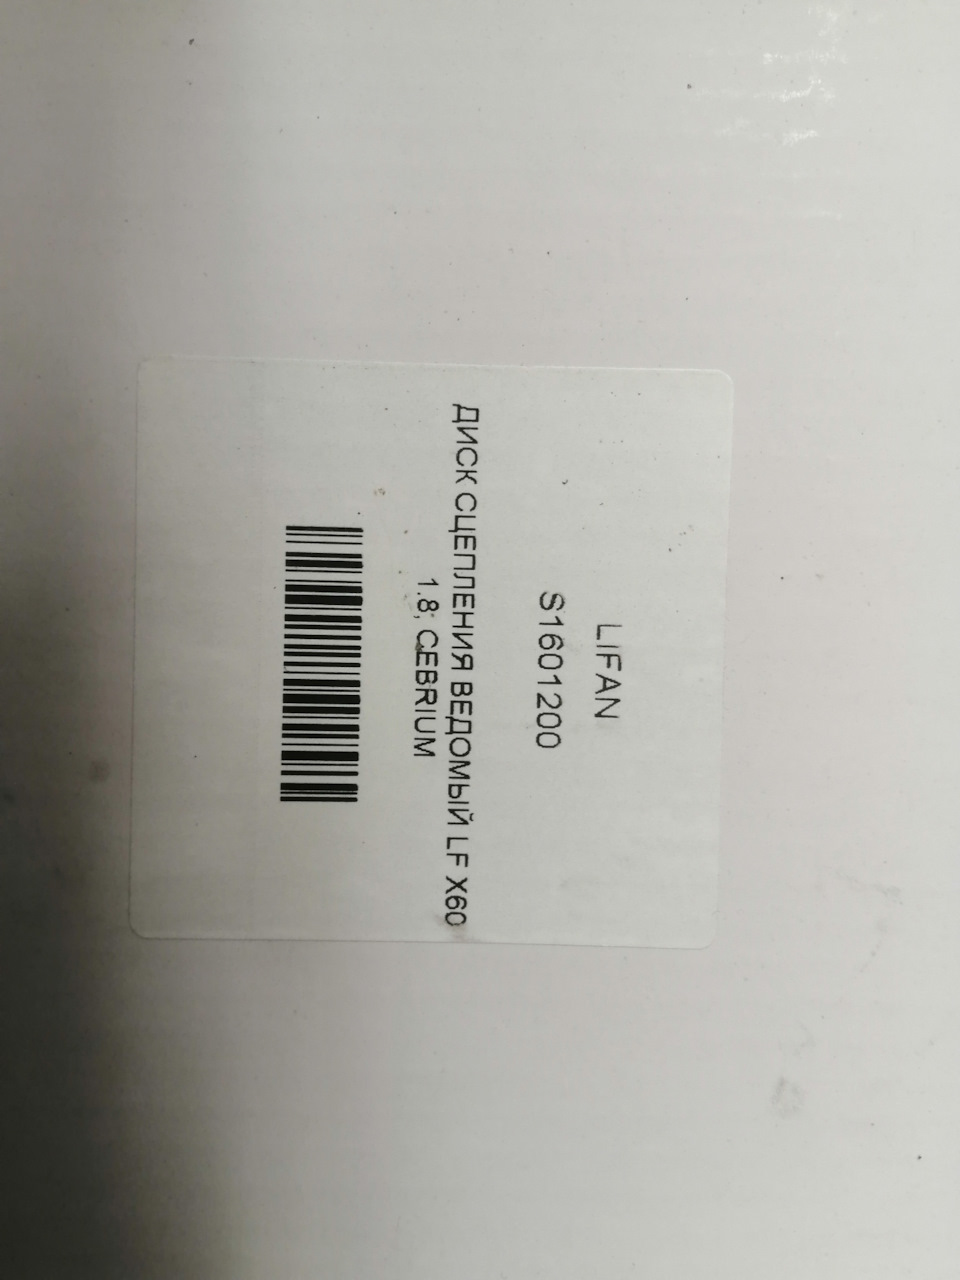 LIFAN
S1601200
ДИСК СЦЕПЛЕНИЯ ВЕДОМЫЙ LF X60
1.8; CEBRIUM